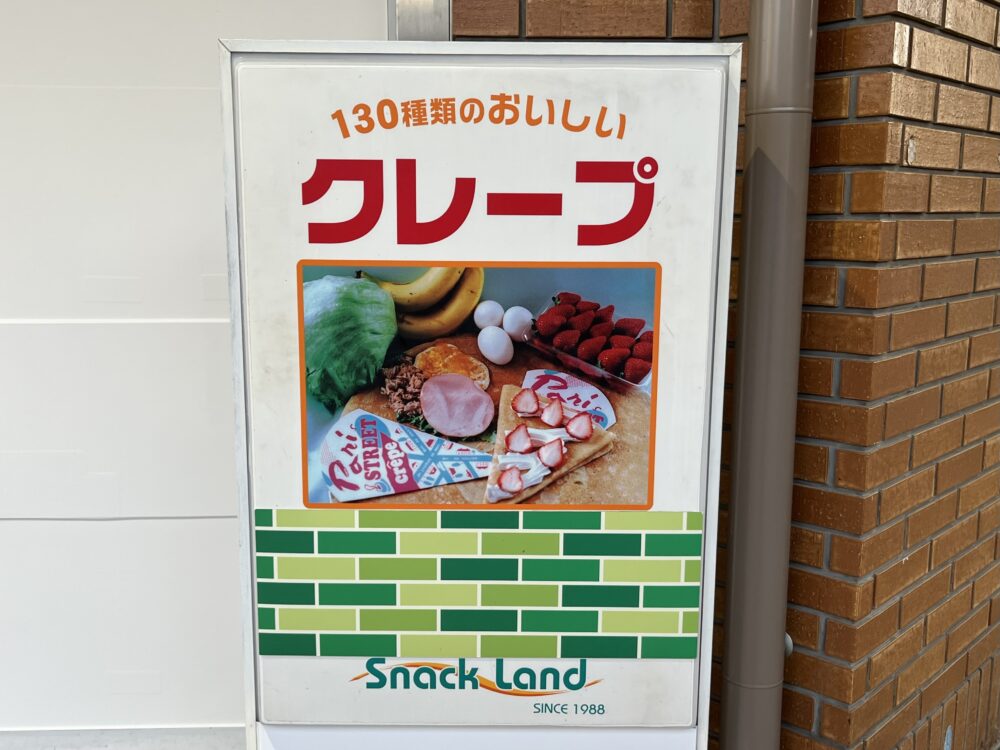 130種類のおいしい
クレープ
Paris
Paris
&STREET
crêpe
Snack Land
SINCE 1988